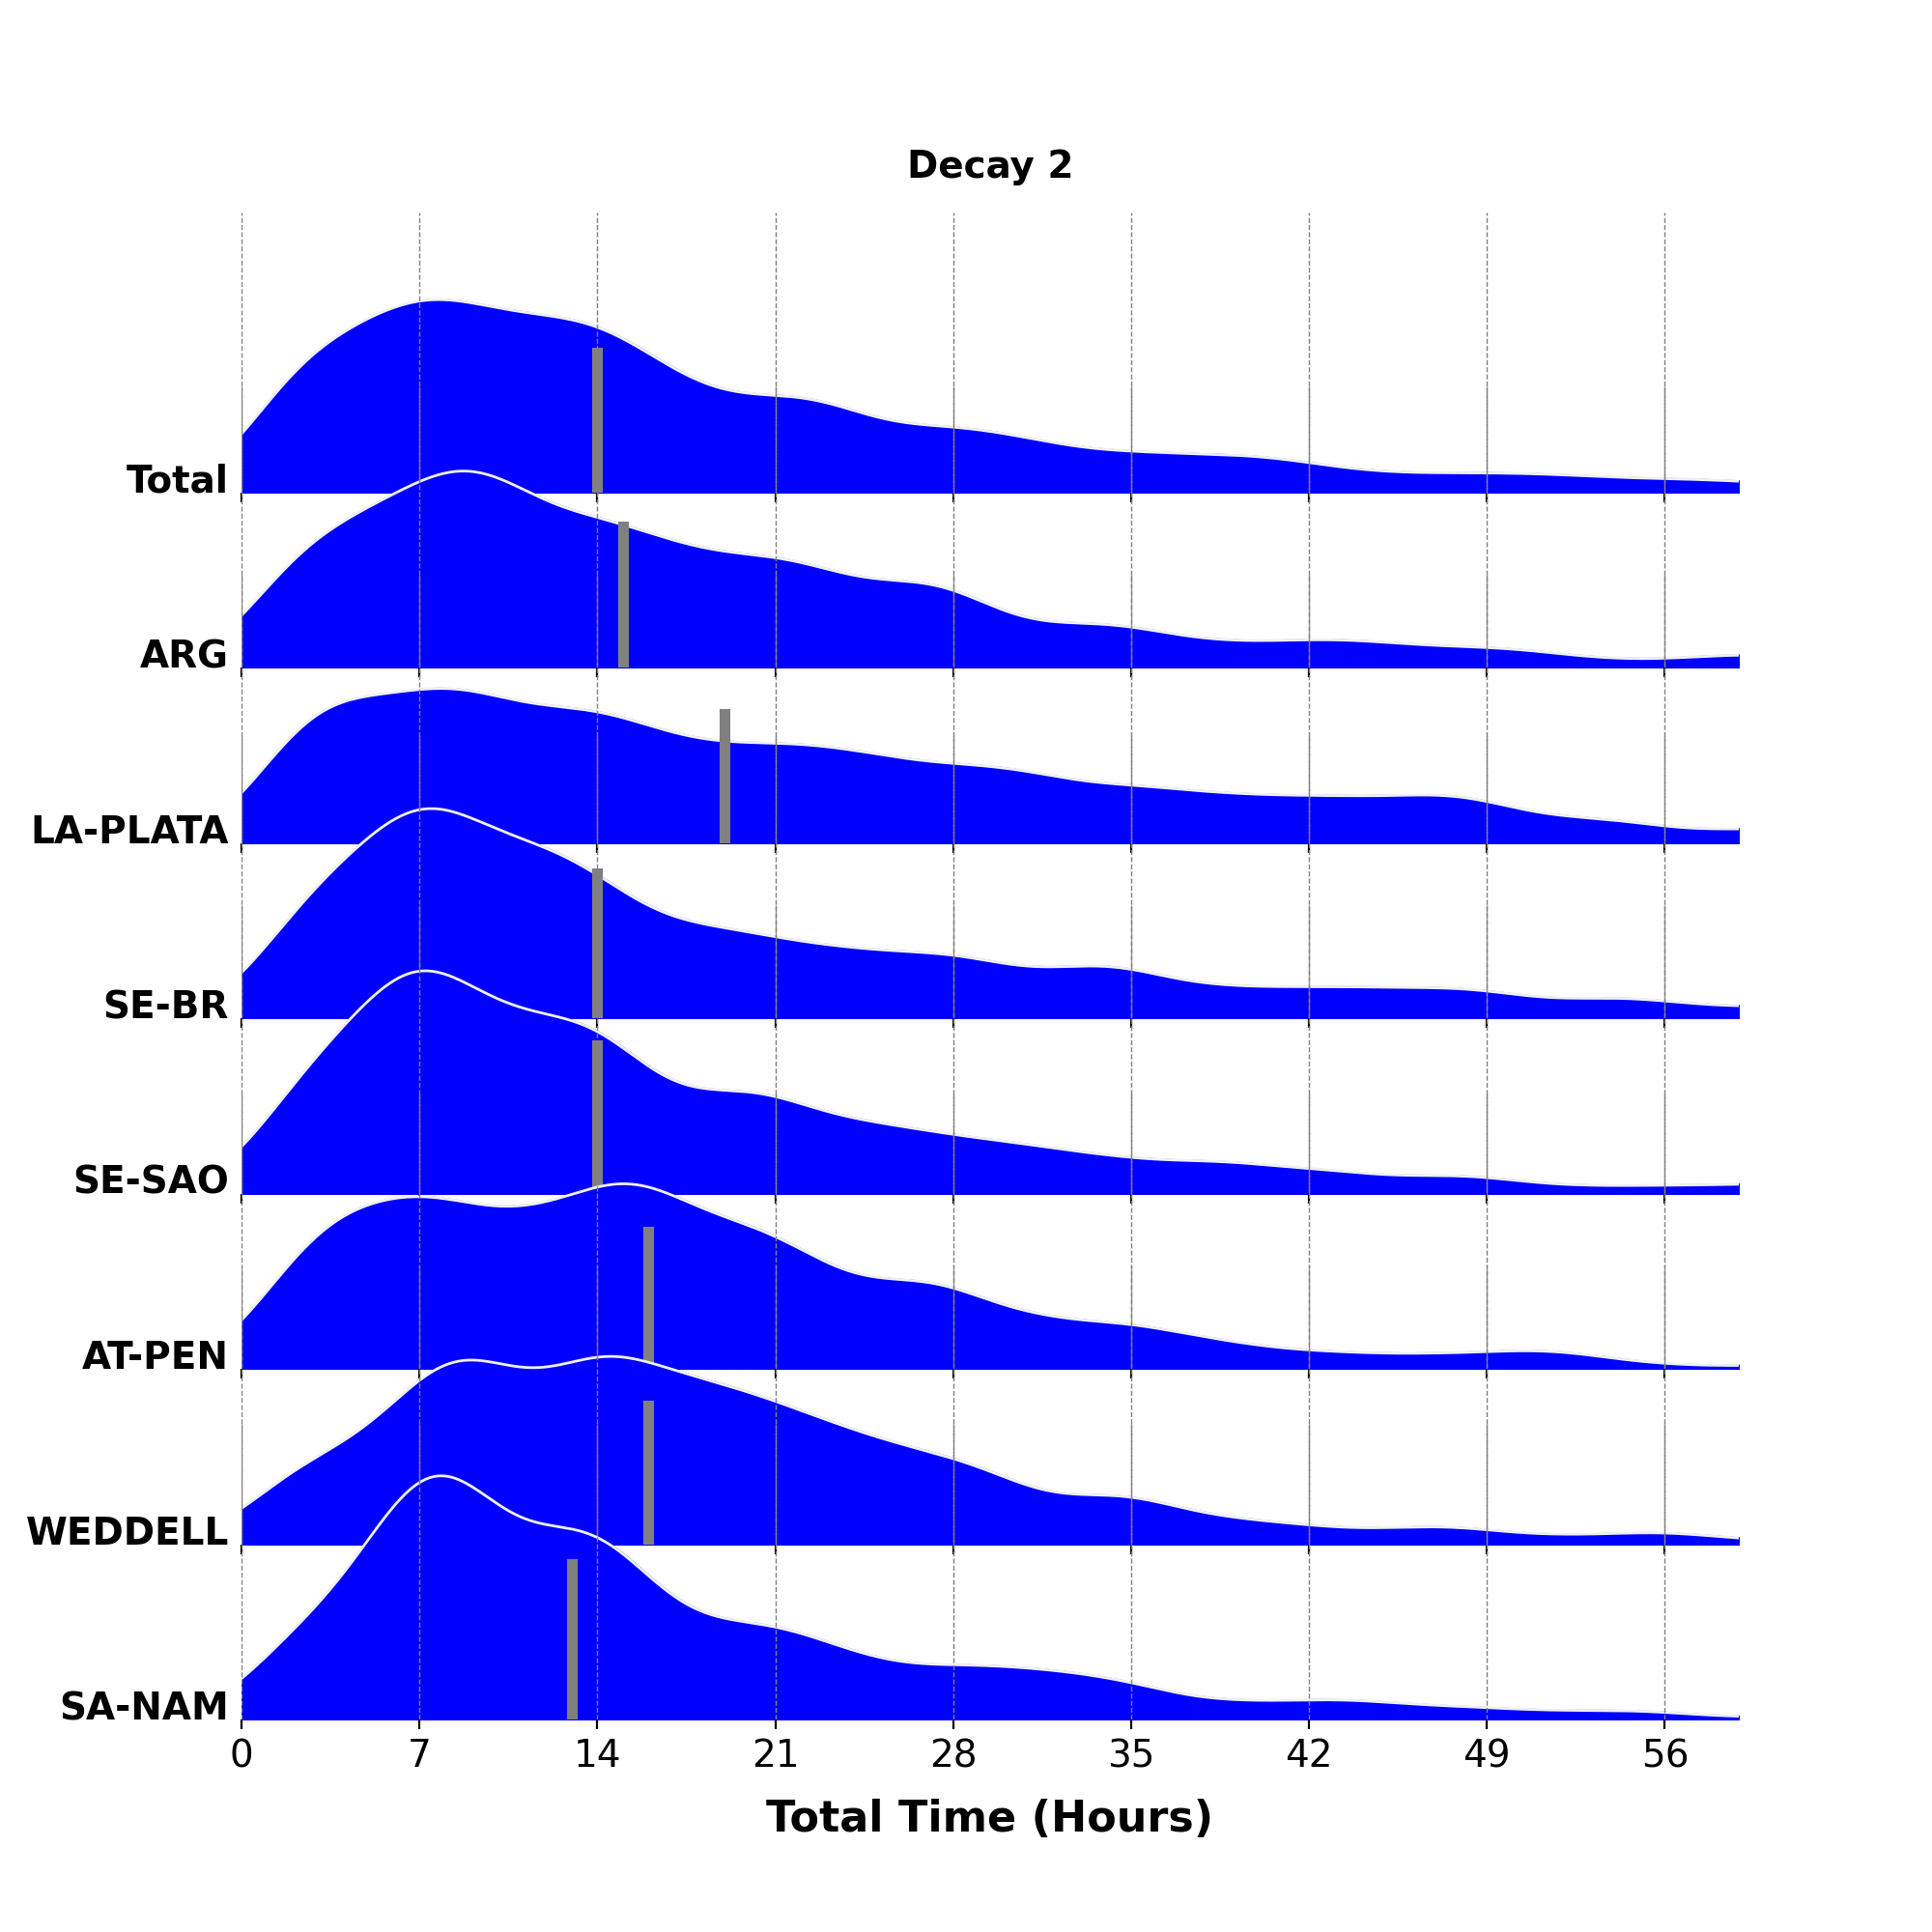 Decay 2
Total
ARG
LA-PLATA
SE-BR
SE-SAO
AT-PEN
WEDDELL
SA-NAM
0 7 14 21 28 35 42 49 56
Total Time (Hours)